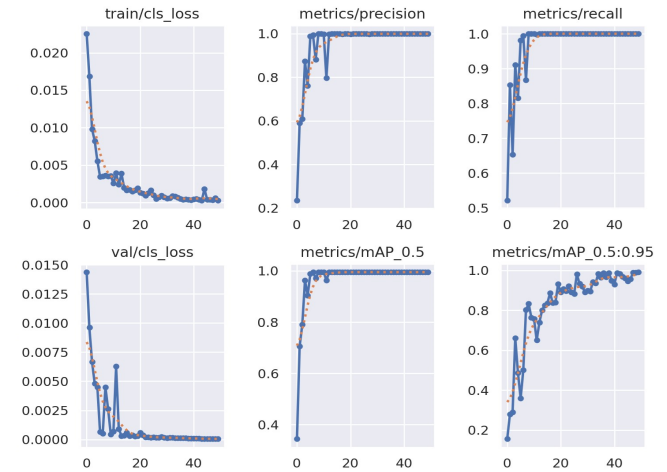 train/cls_loss
metrics/precision
metrics/recall
0.020
0.015
0.010
0.005
0.000
1.0
0.8
0.6
0.4
0.2
1.0
0.9
0.8
0.7
0.6
0.5
0 20 40
0 20 40
0 20 40
val/cls_loss
metrics/mAP_0.5
metrics/mAP_0.5:0.95
0.0150
0.0125
0.0100
0.0075
0.0050
0.0025
0.0000
1.0
0.8
0.6
0.4
1.0
0.8
0.6
0.4
0.2
0 20 40
0 20 40
0 20 40